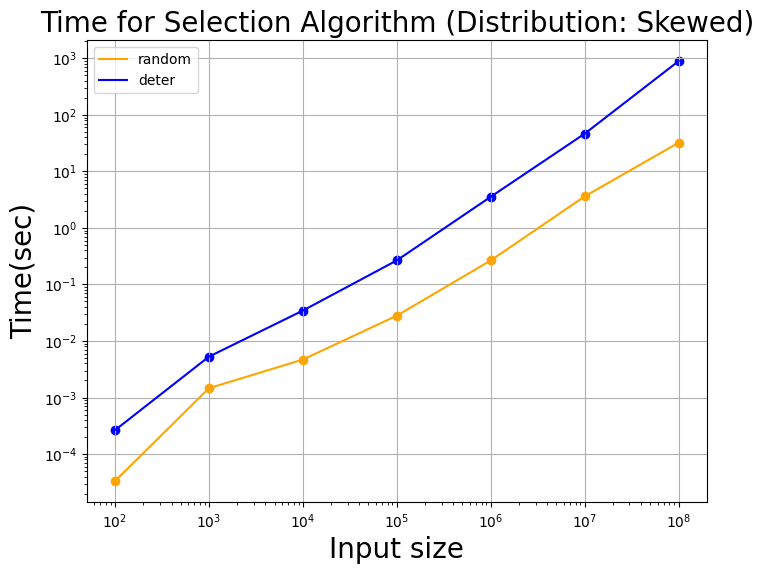 Time for Selection Algorithm (Distribution: Skewed)
random
deter
10³
10²
10¹
10⁰
10⁻¹
10⁻²
10⁻³
10⁻⁴
Time(sec)
10² 10³ 10⁴ 10⁵ 10⁶ 10⁷ 10⁸
Input size